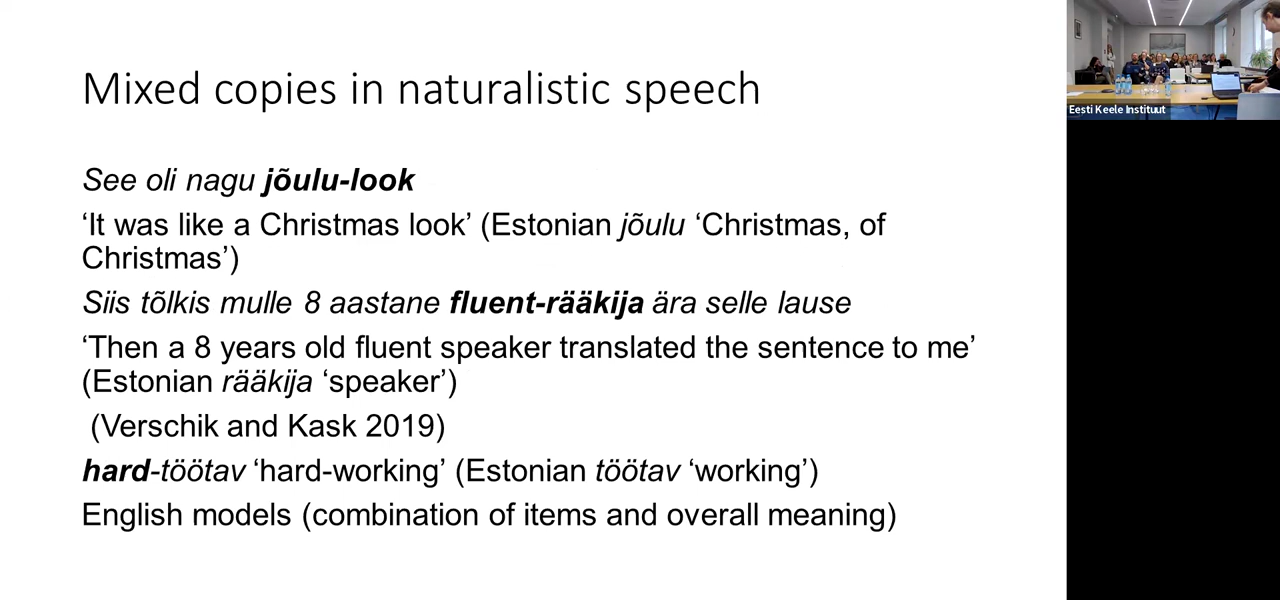 Mixed copies in naturalistic speech
See oli nagu jõulu-look
‘It was like a Christmas look’ (Estonian jõulu ‘Christmas, of
Christmas’)
Siis tõlkis mulle 8 aastane fluent-rääkija ära selle lause
‘Then a 8 years old fluent speaker translated the sentence to me’
(Estonian rääkija ‘speaker’)
(Verschik and Kask 2019)
hard-töötav ‘hard-working’ (Estonian töötav ‘working’)
English models (combination of items and overall meaning)
Eesti Keele Instituut